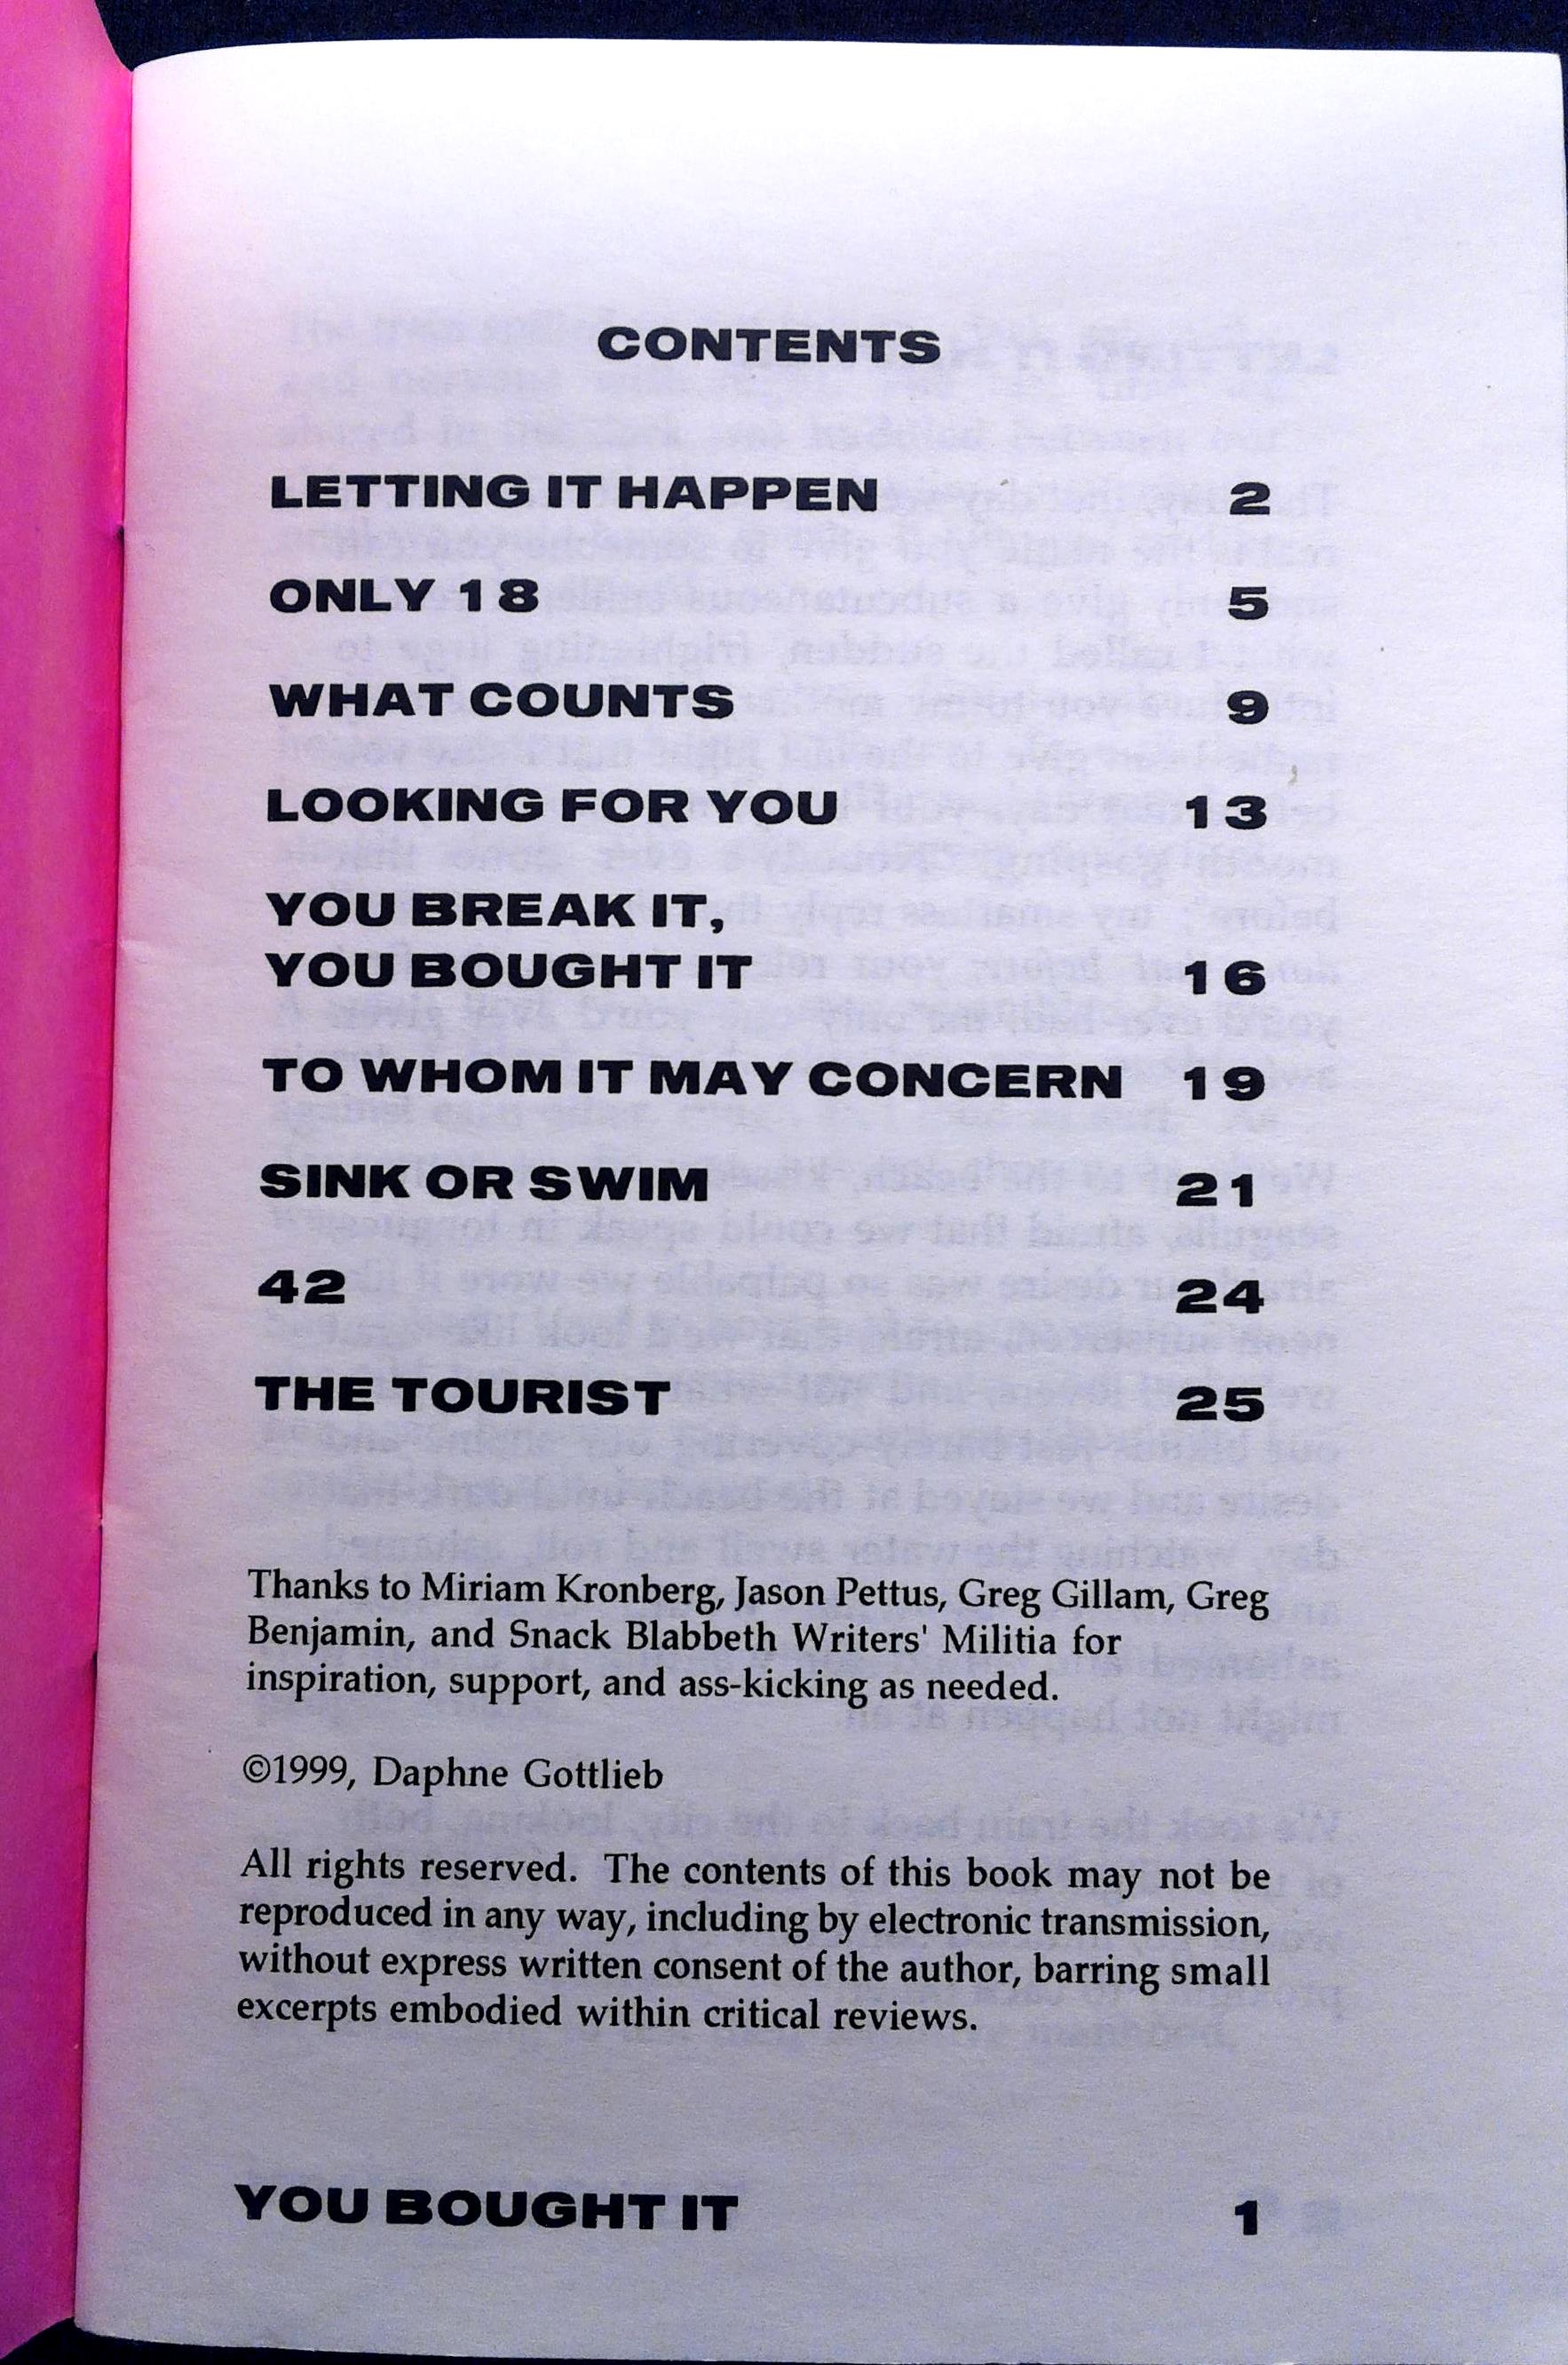 CONTENTS
LETTING IT HAPPEN 2
ONLY 18 5
WHAT COUNTS 9
LOOKING FOR YOU 13
YOU BREAK IT,
YOU BOUGHT IT 16
TO WHOM IT MAY CONCERN 19
SINK OR SWIM 21
42 24
THE TOURIST 25
Thanks to Miriam Kronberg, Jason Pettus, Greg Gillam, Greg
Benjamin, and Snack Blabbeth Writers' Militia for
inspiration, support, and ass-kicking as needed.
©1999, Daphne Gottlieb
All rights reserved. The contents of this book may not be
reproduced in any way, including by electronic transmission,
without express written consent of the author, barring small
excerpts embodied within critical reviews.
YOU BOUGHT IT 1